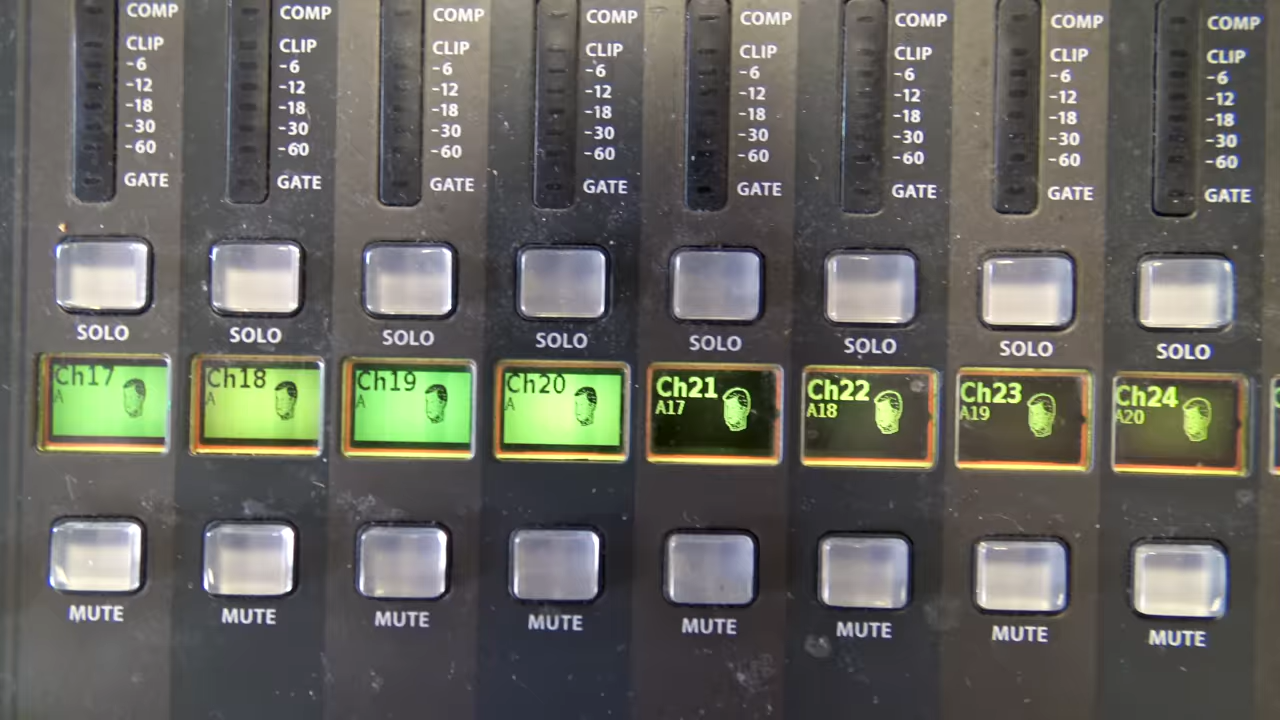 COMP COMP COMP COMP COMP COMP COMP COMP
CLIP CLIP CLIP CLIP CLIP CLIP CLIP CLIP
-6 -6 -6 -6 -6 -6 -6 -6
-12 -12 -12 -12 -12 -12 -12 -12
-18 -18 -18 -18 -18 -18 -18 -18
-30 -30 -30 -30 -30 -30 -30 -30
-60 -60 -60 -60 -60 -60 -60 -60
GATE GATE GATE GATE GATE GATE GATE GATE
SOLO SOLO SOLO SOLO SOLO SOLO SOLO SOLO
Ch17 Ch18 Ch19 Ch20 Ch21 Ch22 Ch23 Ch24
A A A A A17 A18 A19 A20
MUTE MUTE MUTE MUTE MUTE MUTE MUTE MUTE